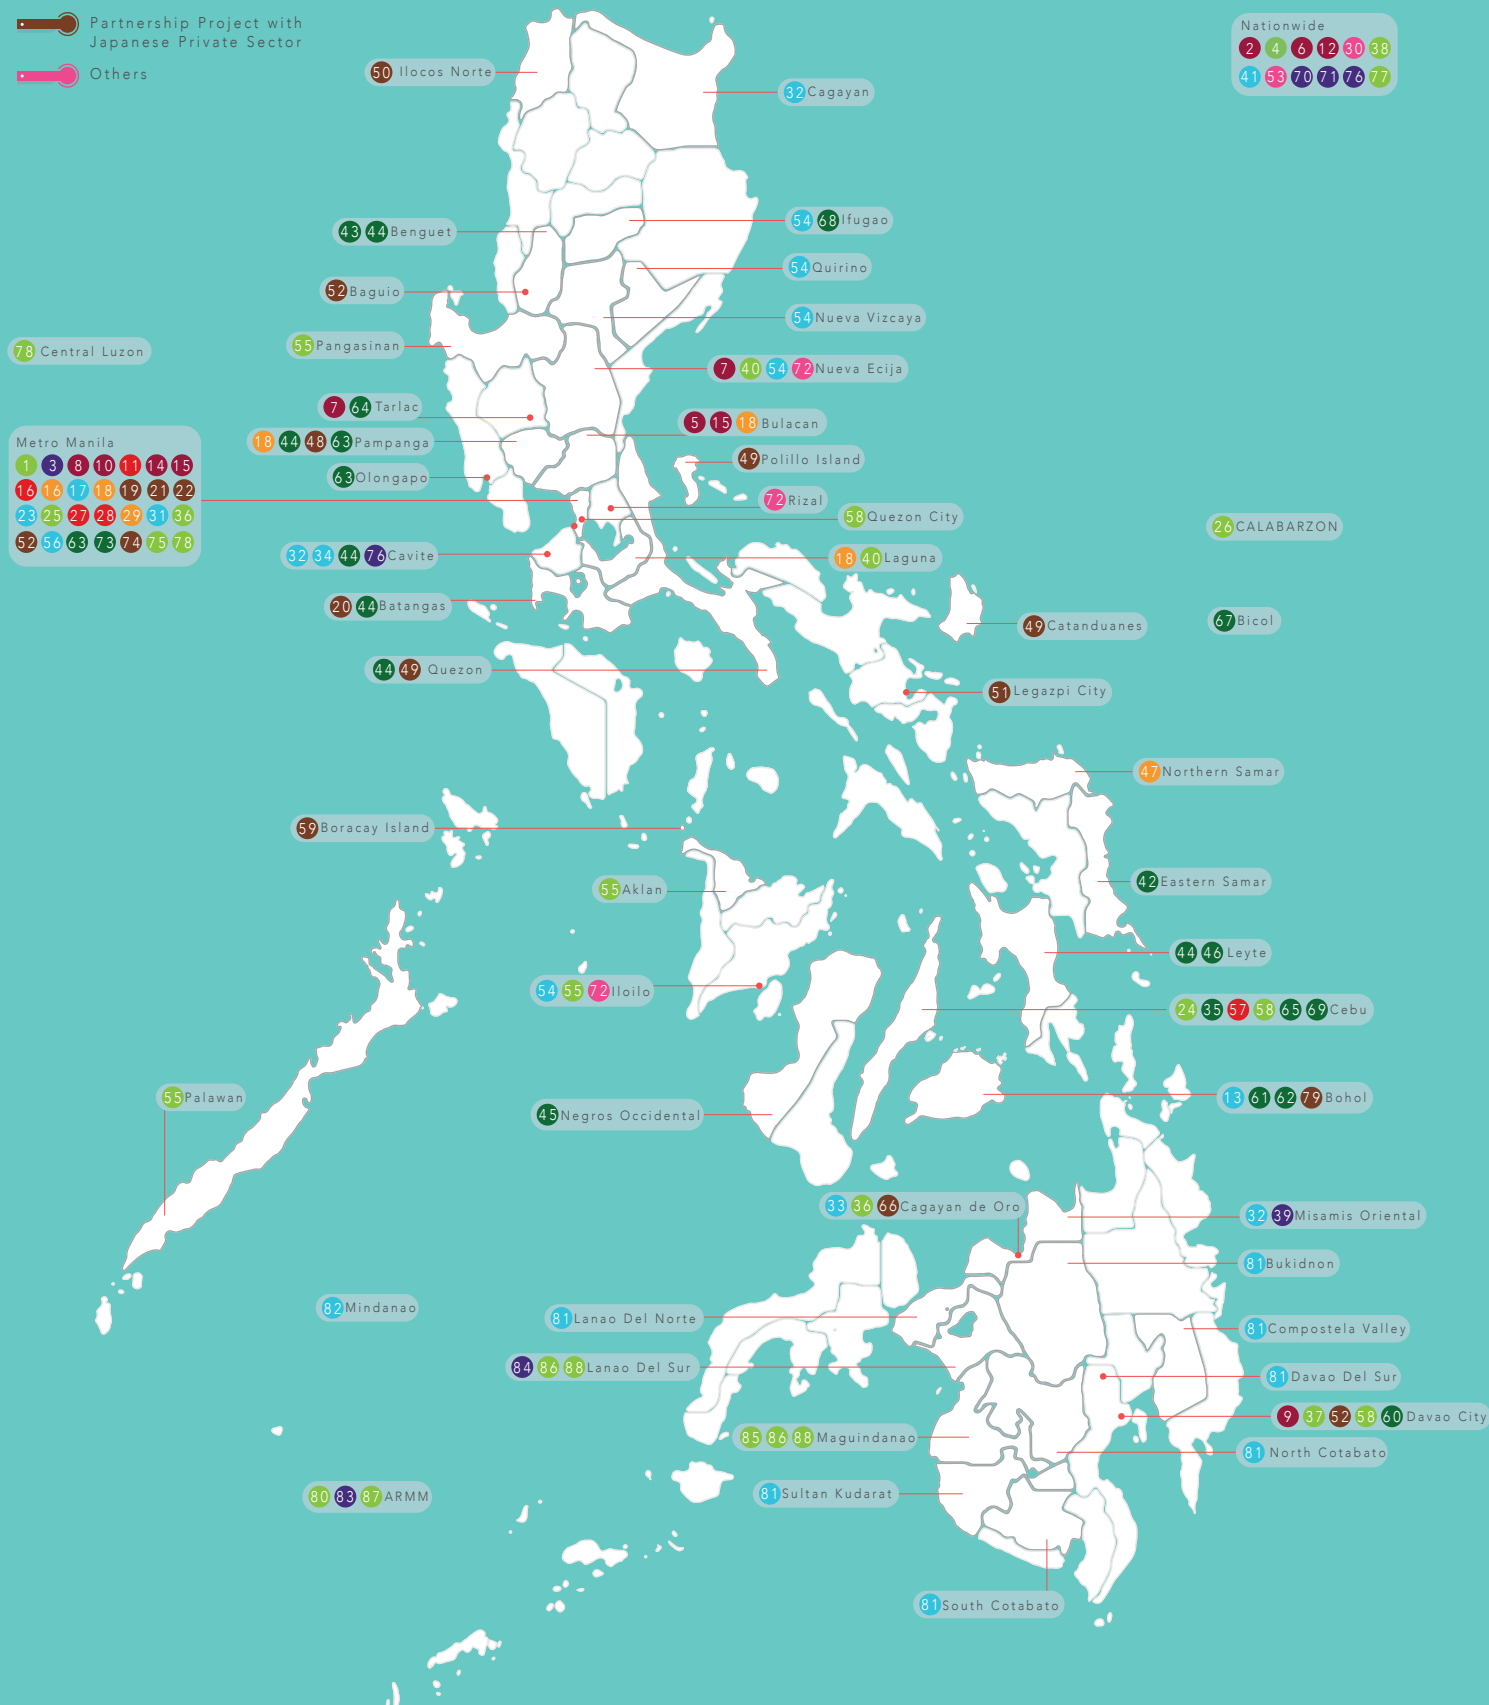 Partnership Project with
Japanese Private Sector
Others
Nationwide
2 4 6 12 30 38
41 53 70 71 76 77
50 Ilocos Norte
32 Cagayan
54 68 Ifugao
43 44 Benguet
54 Quirino
52 Baguio
54 Nueva Vizcaya
55 Pangasinan
78 Central Luzon
7 40 54 72 Nueva Ecija
7 64 Tarlac
5 15 18 Bulacan
18 44 48 63 Pampanga
Metro Manila
1 3 8 10 11 14 15
16 16 17 18 19 21 22
23 25 27 28 29 31 36
52 56 63 73 74 75 78
49 Polillo Island
63 Olongapo
72 Rizal
58 Quezon City
26 CALABARZON
32 34 44 76 Cavite
18 40 Laguna
20 44 Batangas
49 Catanduanes
67 Bicol
44 49 Quezon
51 Legazpi City
47 Northern Samar
59 Boracay Island
55 Aklan
42 Eastern Samar
44 46 Leyte
54 55 72 Iloilo
24 35 57 58 65 69 Cebu
55 Palawan
13 61 62 79 Bohol
45 Negros Occidental
33 36 66 Cagayan de Oro
32 39 Misamis Oriental
81 Bukidnon
82 Mindanao
81 Lanao Del Norte
81 Compostela Valley
84 86 88 Lanao Del Sur
81 Davao Del Sur
9 37 52 58 60 Davao City
85 86 88 Maguindanao
81 North Cotabato
80 83 87 ARMM
81 Sultan Kudarat
81 South Cotabato